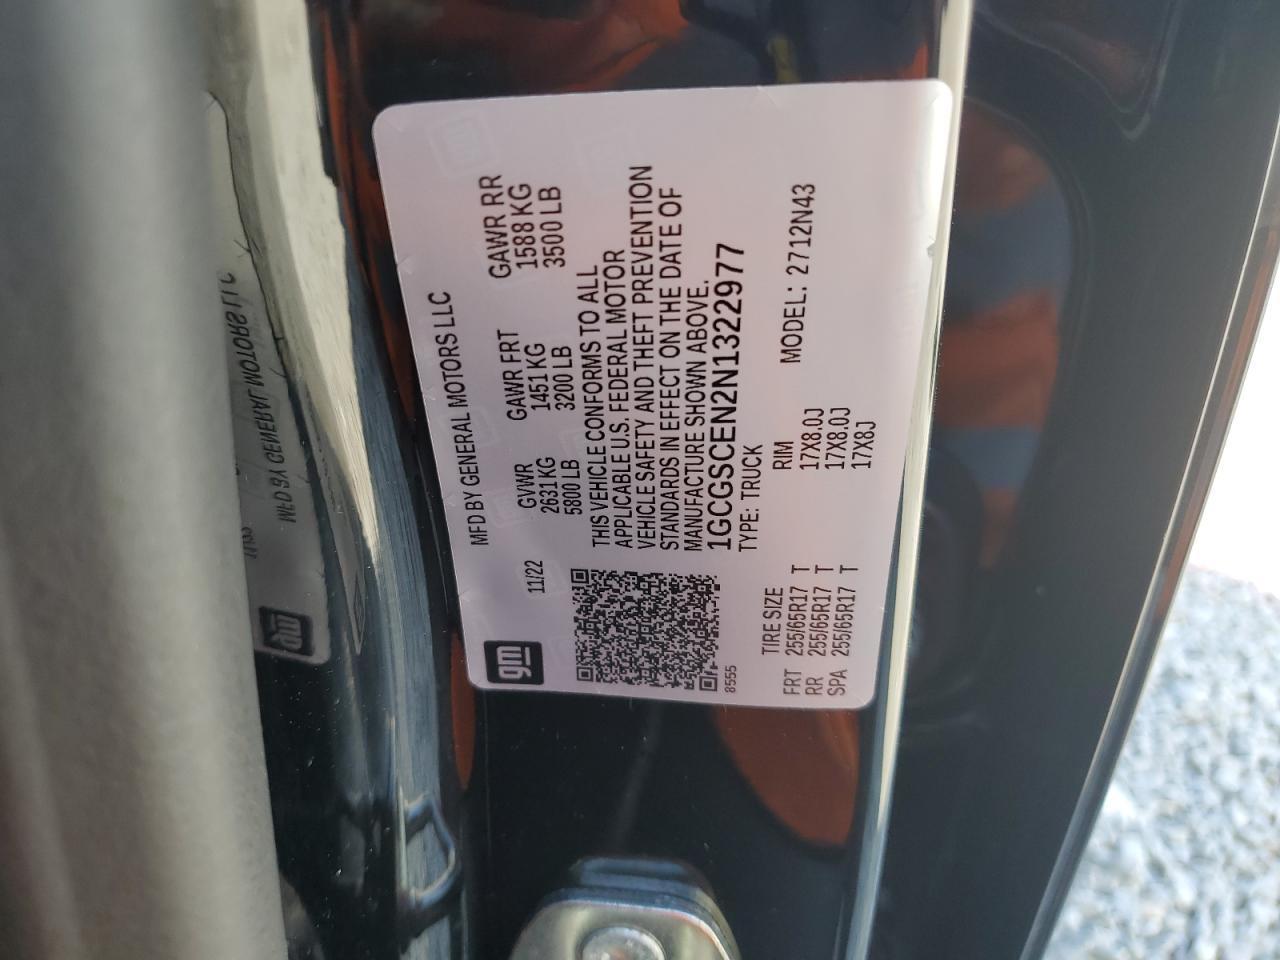 MFD BY GENERAL MOTORS LLC
gm
11/22
GVWR GAWR FRT GAWR RR
2631 KG 1451 KG 1588 KG
5800 LB 3200 LB 3500 LB
THIS VEHICLE CONFORMS TO ALL
APPLICABLE U.S. FEDERAL MOTOR
VEHICLE SAFETY AND THEFT PREVENTION
STANDARDS IN EFFECT ON THE DATE OF
MANUFACTURE SHOWN ABOVE.
1GCGSCEN2N1322977
8555
TYPE: TRUCK
TIRE SIZE RIM MODEL: 2712N43
FRT 255/65R17 T 17X8.0J
RR 255/65R17 T 17X8.0J
SPA 255/65R17 T 17X8J
MFD BY GENERAL MOTORS LLC
gm